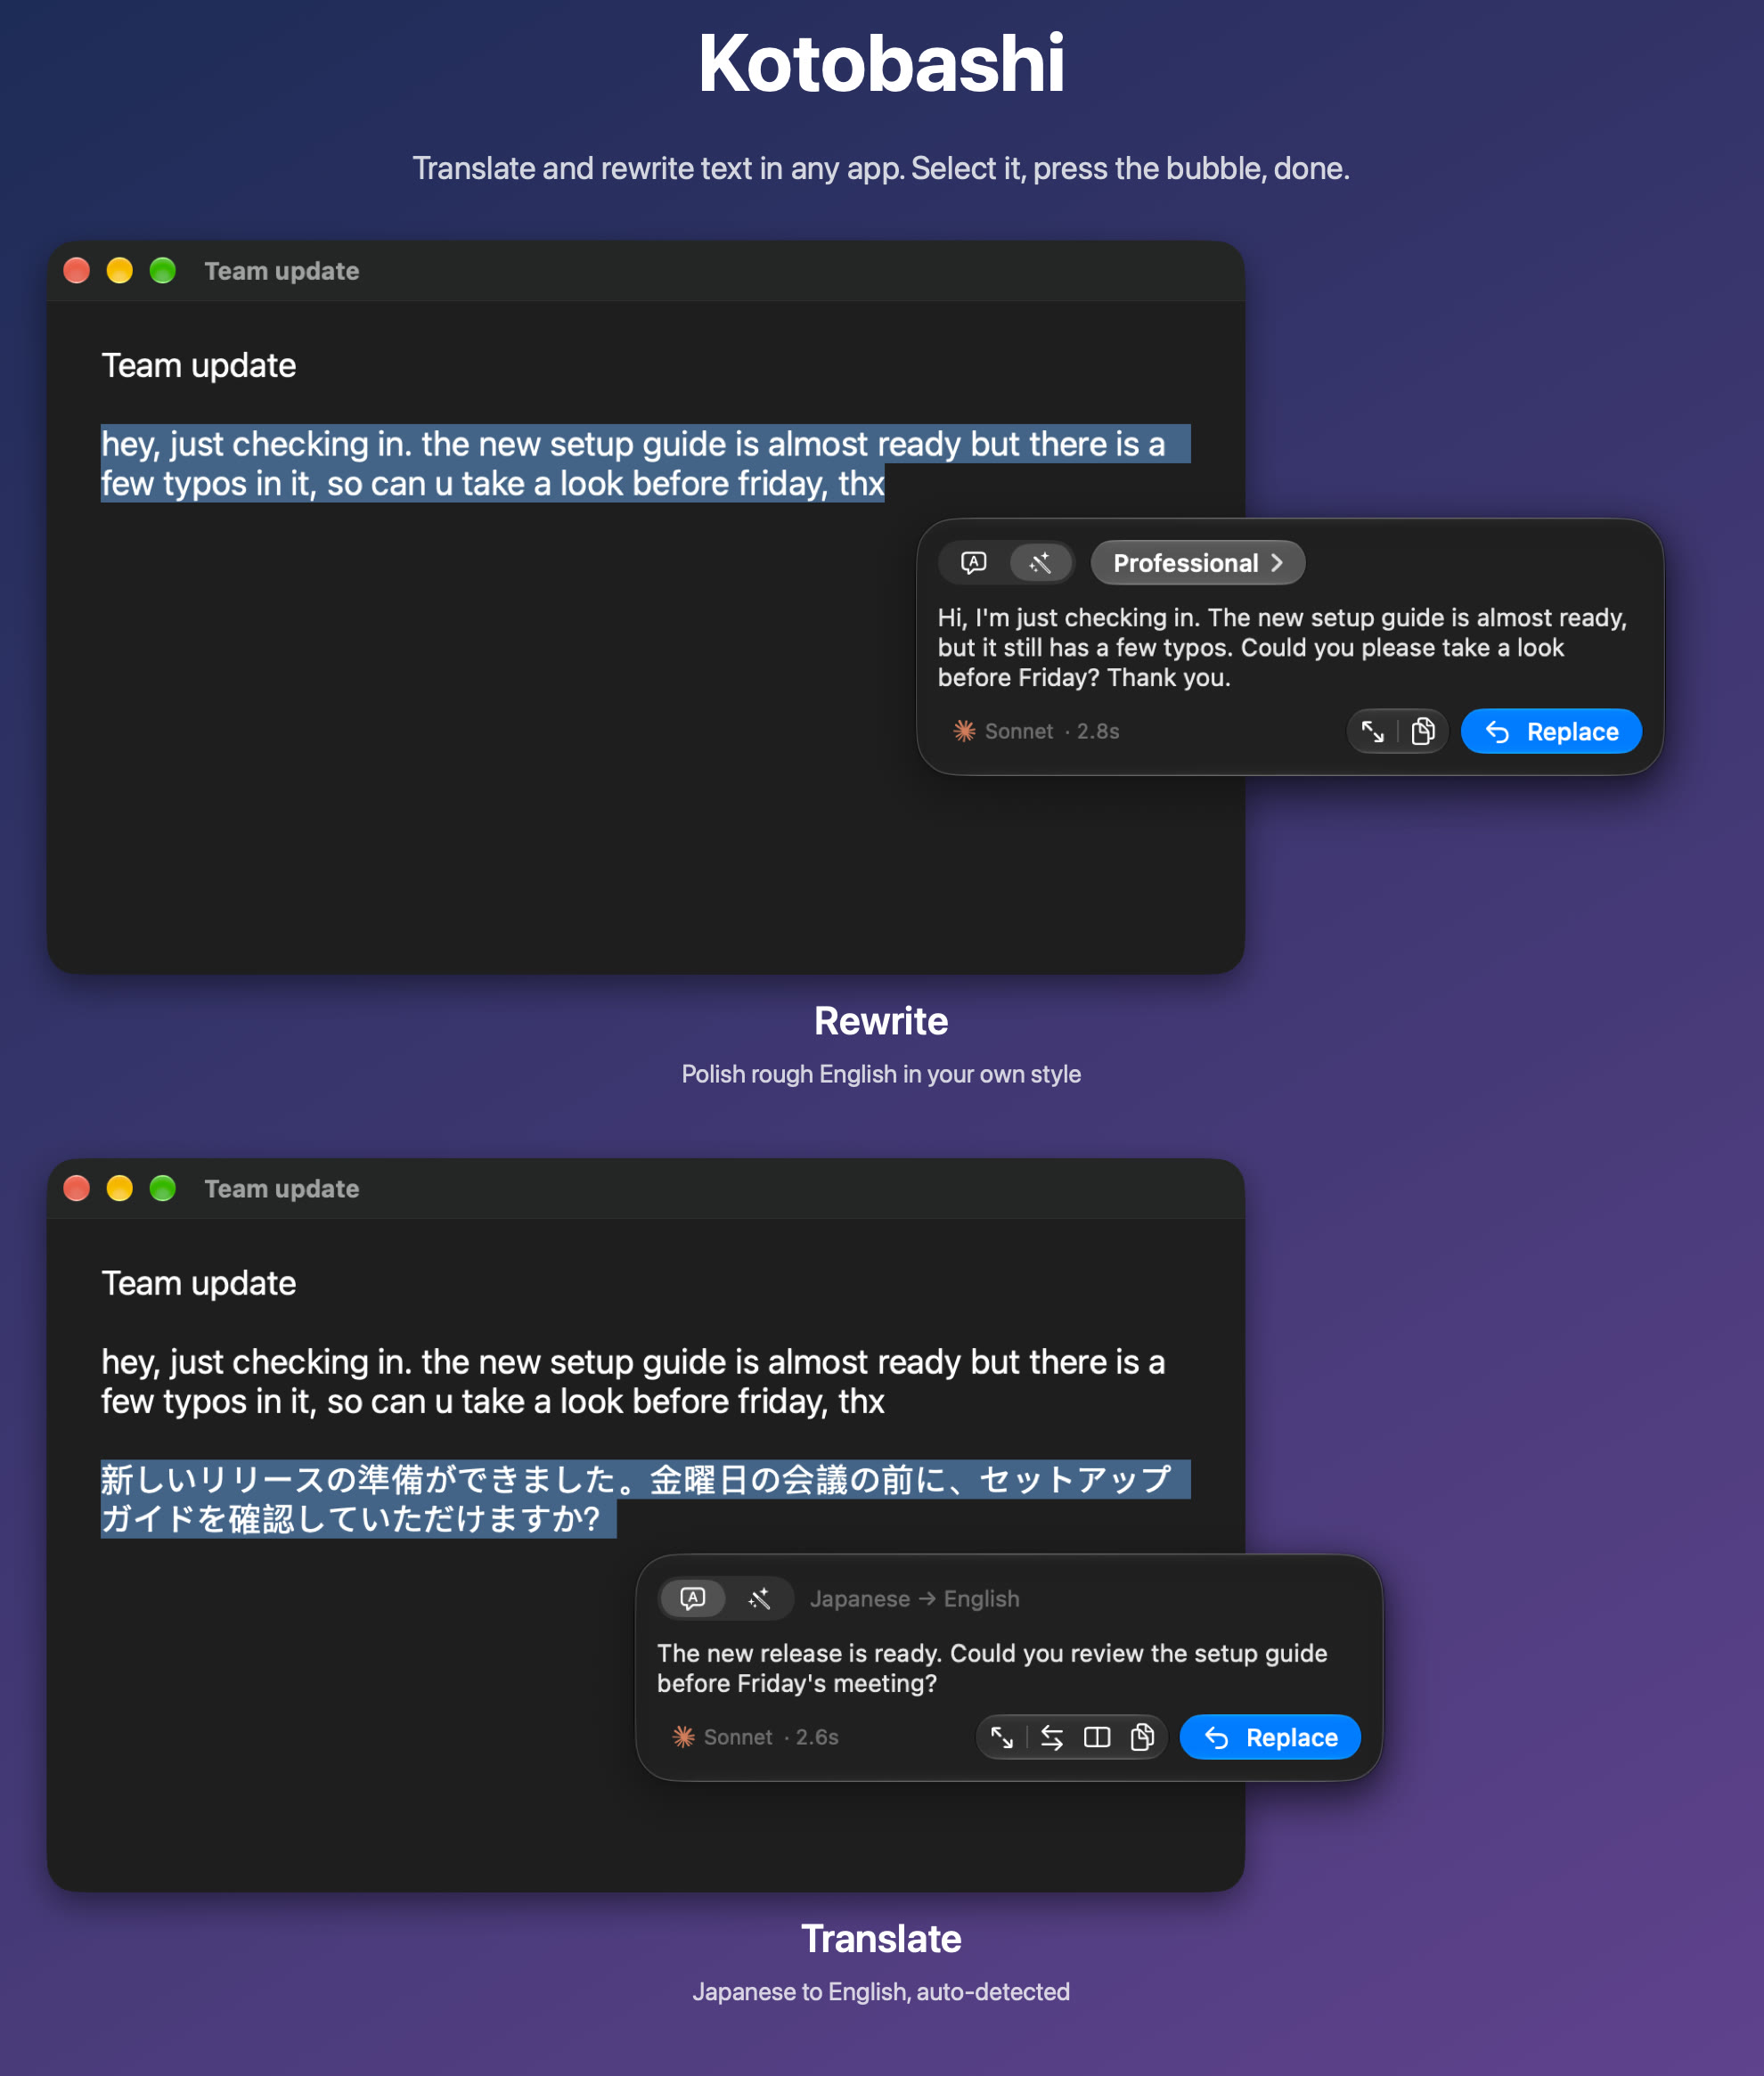 Kotobashi
Translate and rewrite text in any app. Select it, press the bubble, done.
Team update
Team update
hey, just checking in. the new setup guide is almost ready but there is a
few typos in it, so can u take a look before friday, thx
Professional
Hi, I'm just checking in. The new setup guide is almost ready,
but it still has a few typos. Could you please take a look
before Friday? Thank you.
Sonnet · 2.8s
Replace
Rewrite
Polish rough English in your own style
Team update
Team update
hey, just checking in. the new setup guide is almost ready but there is a
few typos in it, so can u take a look before friday, thx
新しいリリースの準備ができました。金曜日の会議の前に、セットアップ
ガイドを確認していただけますか?
Japanese → English
The new release is ready. Could you review the setup guide
before Friday's meeting?
Sonnet · 2.6s
Replace
Translate
Japanese to English, auto-detected